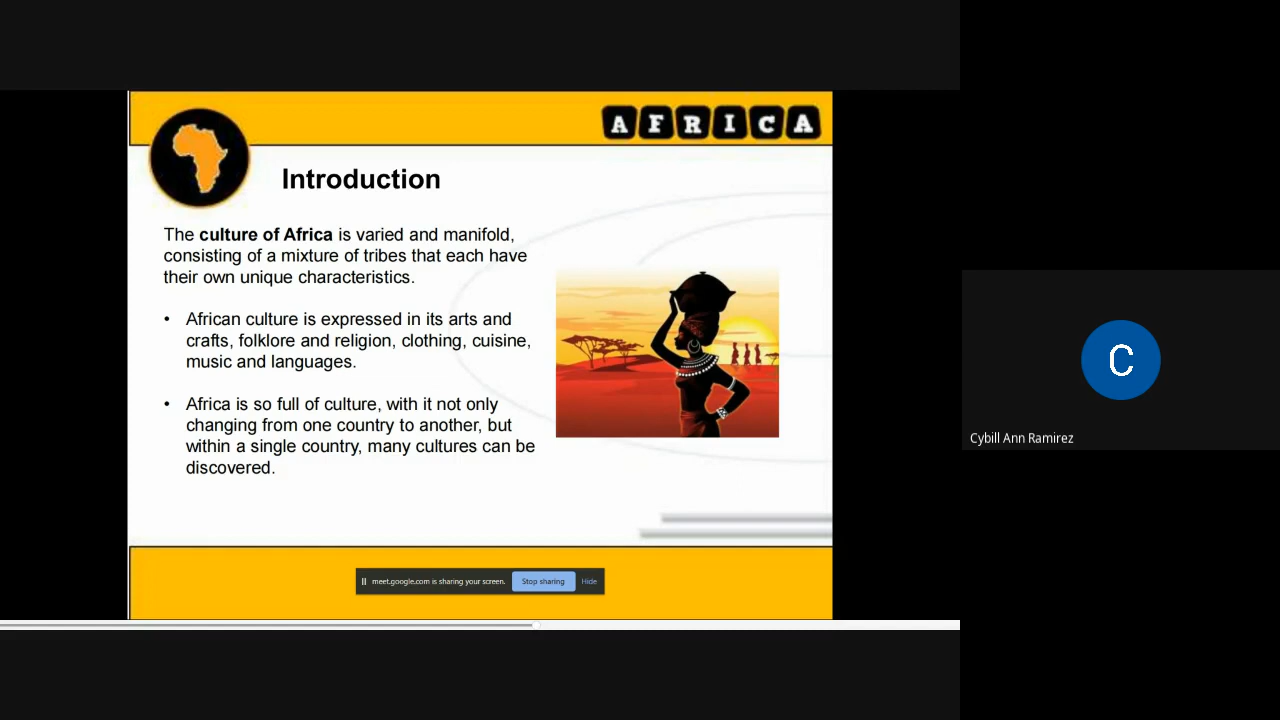 AFRICA
Introduction
The culture of Africa is varied and manifold,
consisting of a mixture of tribes that each have
their own unique characteristics.
• African culture is expressed in its arts and
crafts, folklore and religion, clothing, cuisine,
music and languages.
• Africa is so full of culture, with it not only
changing from one country to another, but
within a single country, many cultures can be
discovered.
meet.google.com is sharing your screen. Stop sharing Hide
C
Cybill Ann Ramirez